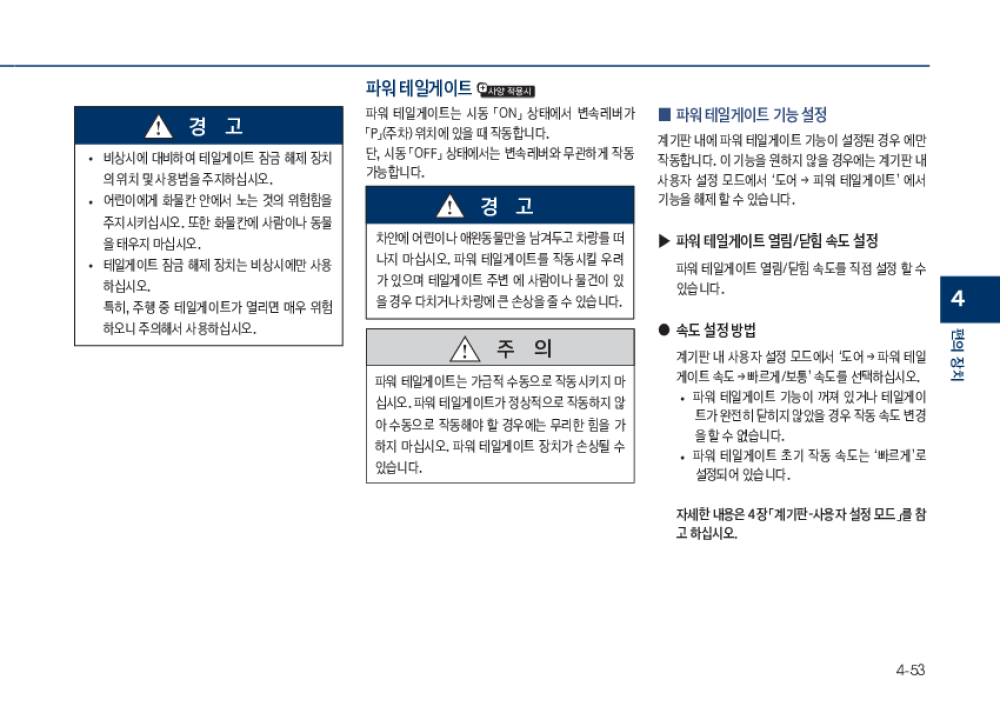 경 고
• 비상시에 대비하여 테일게이트 잠금 해제 장치
의 위치 및 사용법을 주지하십시오.
• 어린이에게 화물칸 안에서 노는 것의 위험함을
주지시키십시오. 또한 화물칸에 사람이나 동물
을 태우지 마십시오.
• 테일게이트 잠금 해제 장치는 비상시에만 사용
하십시오.
특히, 주행 중 테일게이트가 열리면 매우 위험
하오니 주의해서 사용하십시오.
파워 테일게이트 사양 적용시
파워 테일게이트는 시동 「ON」 상태에서 변속레버가
「P」(주차) 위치에 있을 때 작동합니다.
단, 시동 「OFF」 상태에서는 변속레버와 무관하게 작동
가능합니다.
경 고
차안에 어린이나 애완동물만을 남겨두고 차량를 떠
나지 마십시오. 파워 테일게이트를 작동시킬 우려
가 있으며 테일게이트 주변 에 사람이나 물건이 있
을 경우 다치거나 차량에 큰 손상을 줄 수 있습니다.
주 의
파워 테일게이트는 가급적 수동으로 작동시키지 마
십시오. 파워 테일게이트가 정상적으로 작동하지 않
아 수동으로 작동해야 할 경우에는 무리한 힘을 가
하지 마십시오. 파워 테일게이트 장치가 손상될 수
있습니다.
■ 파워 테일게이트 기능 설정
계기판 내에 파워 테일게이트 기능이 설정된 경우 에만
작동합니다. 이 기능을 원하지 않을 경우에는 계기판 내
사용자 설정 모드에서 ‘도어 → 피워 테일게이트’ 에서
기능을 해제 할 수 있습니다.
▶ 파워 테일게이트 열림/닫힘 속도 설정
파워 테일게이트 열림/닫힘 속도를 직접 설정 할 수
있습니다.
● 속도 설정 방법
계기판 내 사용자 설정 모드에서 ‘도어 → 파워 테일
게이트 속도 → 빠르게/보통’ 속도를 선택하십시오.
• 파워 테일게이트 기능이 꺼져 있거나 테일게이
트가 완전히 닫히지 않았을 경우 작동 속도 변경
을 할 수 없습니다.
• 파워 테일게이트 초기 작동 속도는 ‘빠르게’로
설정되어 있습니다.
자세한 내용은 4장「계기판-사용자 설정 모드」를 참
고 하십시오.
4
편의 장치
4-53